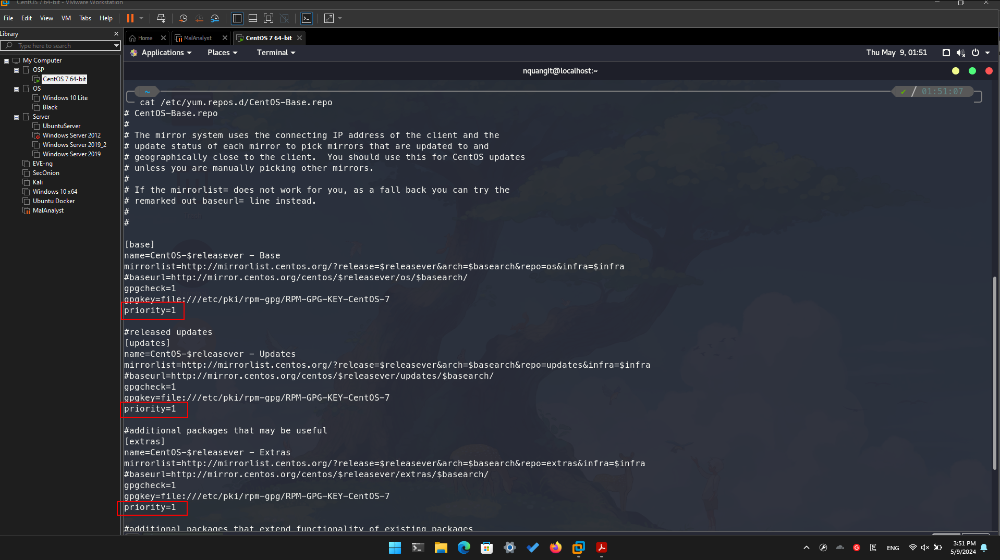 CentOS 7 64-bit - VMware Workstation
File Edit View VM Tabs Help
Library
Type here to search
My Computer
OSP
CentOS 7 64-bit
OS
Windows 10 Lite
Black
Server
UbuntuServer
Windows Server 2012
Windows Server 2019_2
Windows Server 2019
EVE-ng
SecOnion
Kali
Windows 10 x64
Ubuntu Docker
MalAnalyst
Home MalAnalyst CentOS 7 64-bit
Applications Places Terminal Thu May 9, 01:51
nquangit@localhost:~
~ ✔ / 01:51:07
cat /etc/yum.repos.d/CentOS-Base.repo
# CentOS-Base.repo
#
# The mirror system uses the connecting IP address of the client and the
# update status of each mirror to pick mirrors that are updated to and
# geographically close to the client.  You should use this for CentOS updates
# unless you are manually picking other mirrors.
#
# If the mirrorlist= does not work for you, as a fall back you can try the
# remarked out baseurl= line instead.
#
#
[base]
name=CentOS-$releasever - Base
mirrorlist=http://mirrorlist.centos.org/?release=$releasever&arch=$basearch&repo=os&infra=$infra
#baseurl=http://mirror.centos.org/centos/$releasever/os/$basearch/
gpgcheck=1
gpgkey=file:///etc/pki/rpm-gpg/RPM-GPG-KEY-CentOS-7
priority=1
#released updates
[updates]
name=CentOS-$releasever - Updates
mirrorlist=http://mirrorlist.centos.org/?release=$releasever&arch=$basearch&repo=updates&infra=$infra
#baseurl=http://mirror.centos.org/centos/$releasever/updates/$basearch/
gpgcheck=1
gpgkey=file:///etc/pki/rpm-gpg/RPM-GPG-KEY-CentOS-7
priority=1
#additional packages that may be useful
[extras]
name=CentOS-$releasever - Extras
mirrorlist=http://mirrorlist.centos.org/?release=$releasever&arch=$basearch&repo=extras&infra=$infra
#baseurl=http://mirror.centos.org/centos/$releasever/extras/$basearch/
gpgcheck=1
gpgkey=file:///etc/pki/rpm-gpg/RPM-GPG-KEY-CentOS-7
priority=1
#additional packages that extend functionality of existing packages
ENG
3:51 PM
5/9/2024